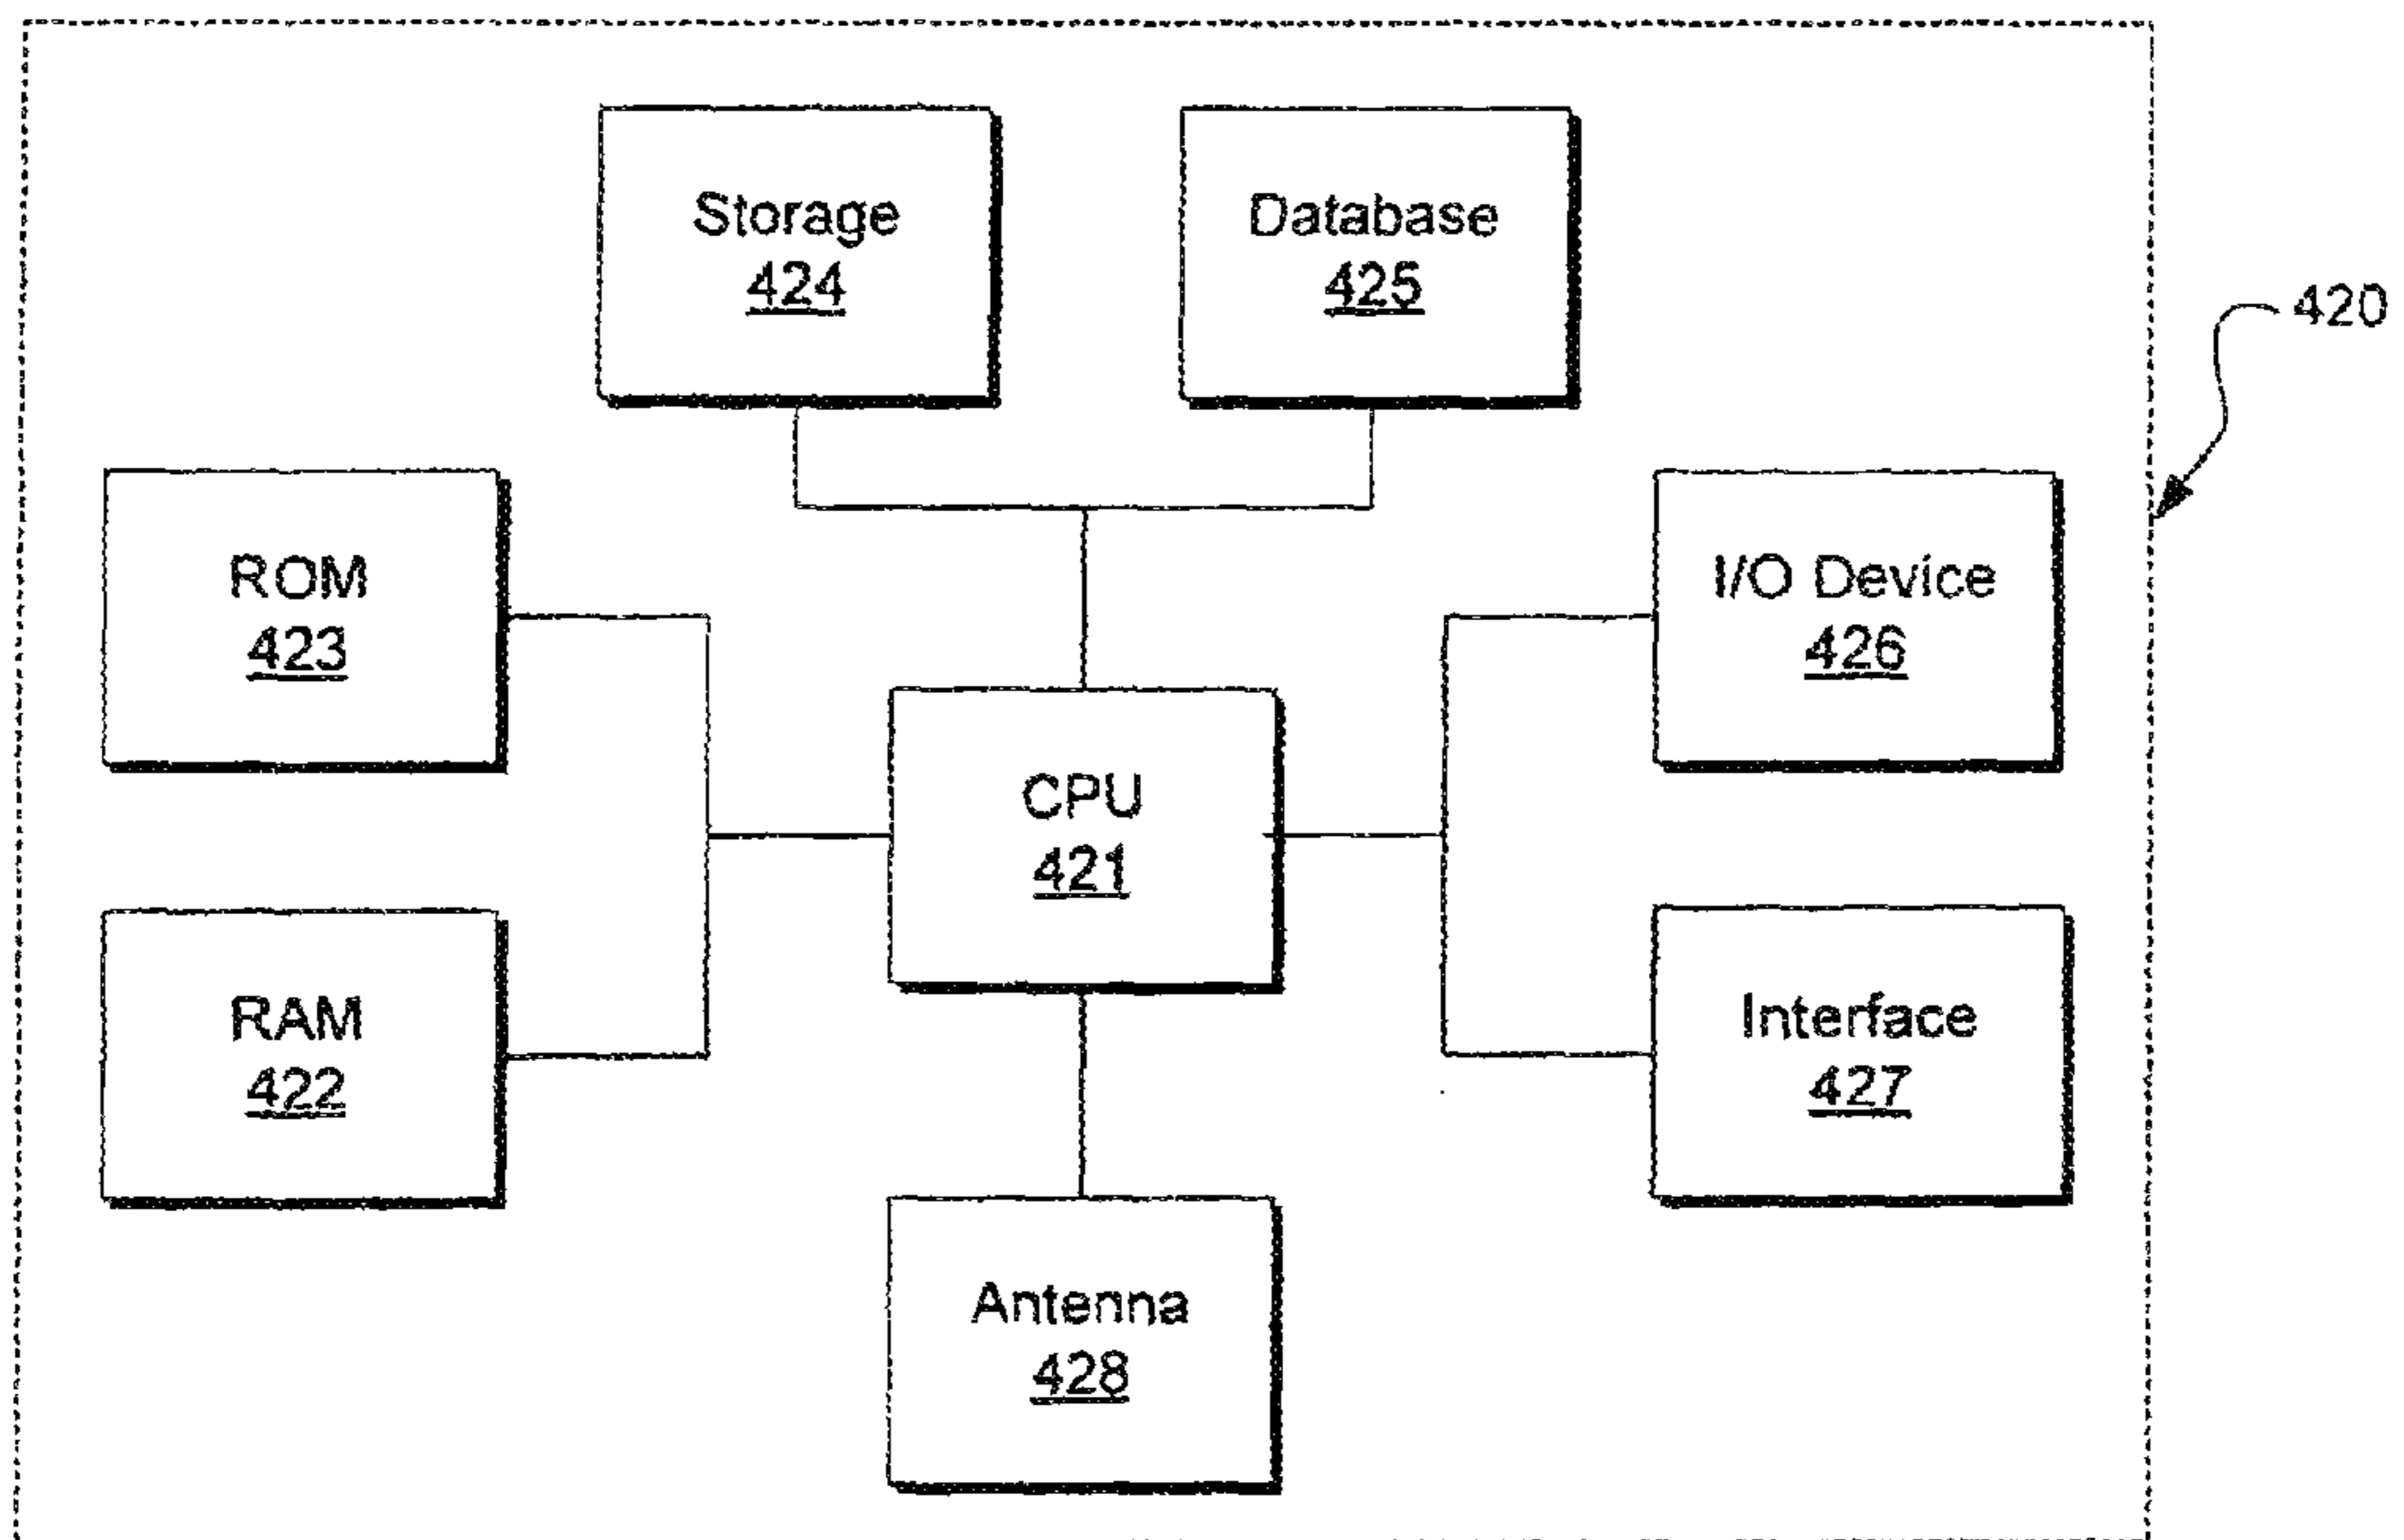 Storage
424
Database
425
420
ROM
423
I/O Device
426
CPU
421
RAM
422
Interface
427
Antenna
428